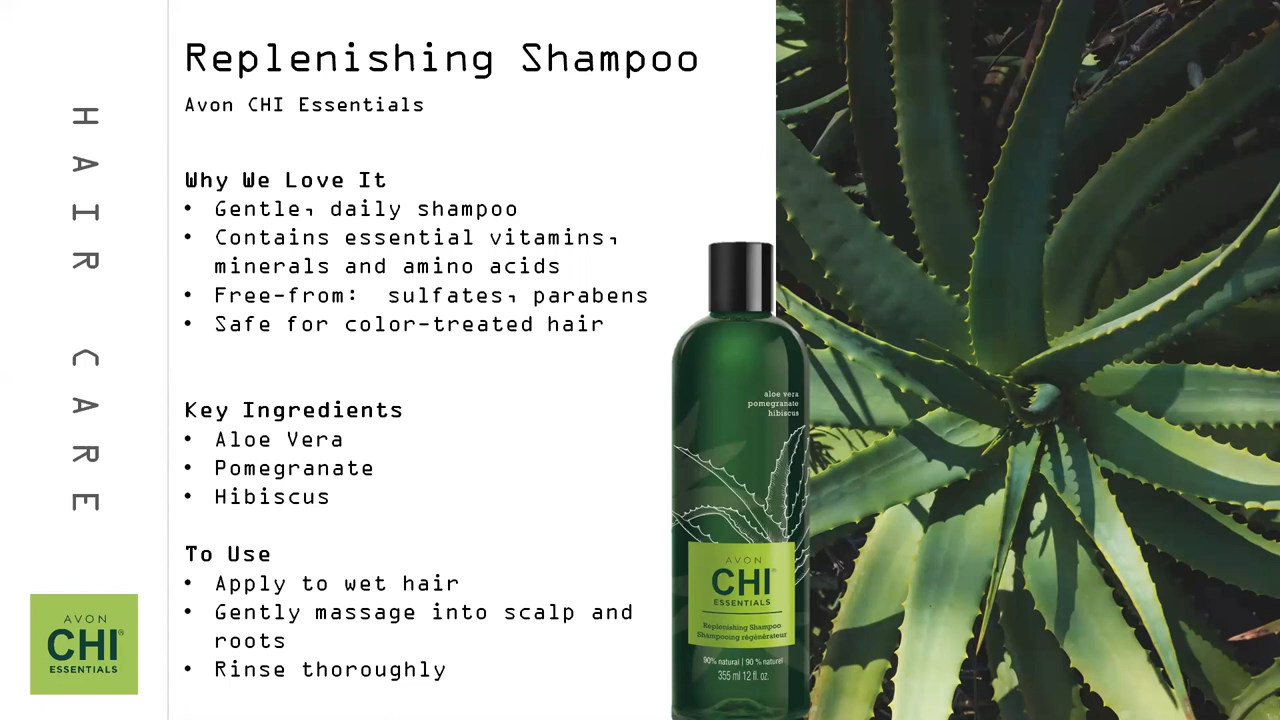 HAIR CARE
Replenishing Shampoo
Avon CHI Essentials
Why We Love It
• Gentle, daily shampoo
• Contains essential vitamins,
minerals and amino acids
• Free-from:  sulfates, parabens
• Safe for color-treated hair
Key Ingredients
• Aloe Vera
• Pomegranate
• Hibiscus
To Use
• Apply to wet hair
• Gently massage into scalp and
roots
• Rinse thoroughly
AVON
CHI®
ESSENTIALS
aloe vera
pomegranate
hibiscus
AVON
CHI
ESSENTIALS
Replenishing Shampoo
Shampooing régénérateur
90% natural | 90 % naturel
355 ml 12 fl. oz.